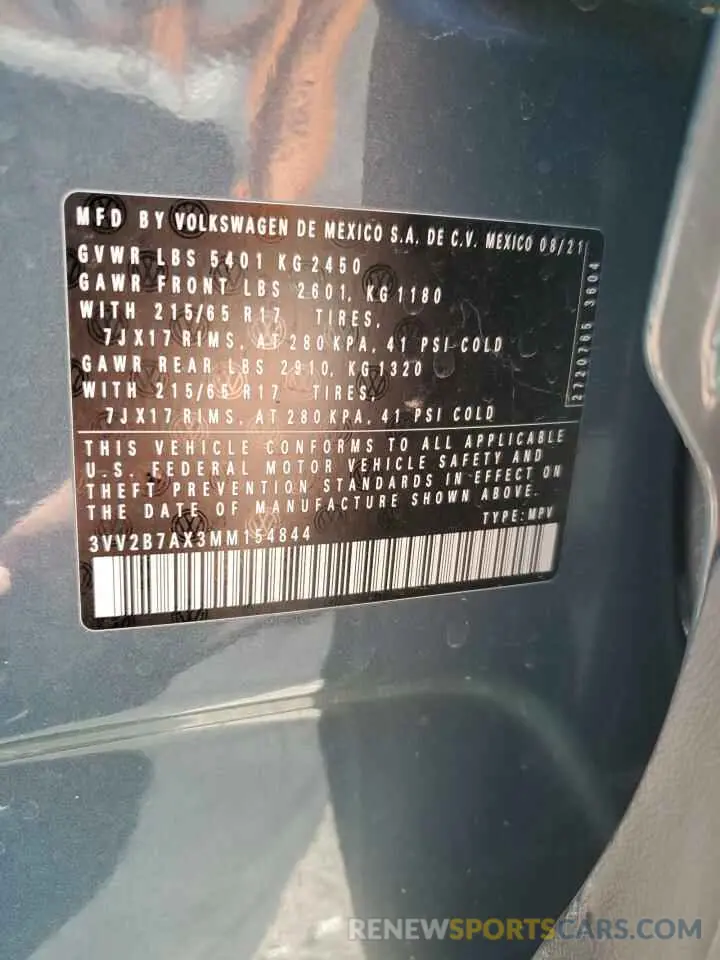 MFD BY VOLKSWAGEN DE MEXICO S.A. DE C.V. MEXICO 08/21
GVWR LBS 5401 KG2450
GAWR FRONT LBS 2601, KG1180
WITH 215/65 R17 TIRES,
7JX17 RIMS, AT 280 KPA, 41 PSI COLD
GAWR REAR LBS 2910, KG 1320
WITH 215/65 R17 TIRES,
7JX17 RIMS, AT 280 KPA, 41 PSI COLD
2720765 3604
THIS VEHICLE CONFORMS TO ALL APPLICABLE
U.S. FEDERAL MOTOR VEHICLE SAFETY AND
THEFT PREVENTION STANDARDS IN EFFECT ON
THE DATE OF MANUFACTURE SHOWN ABOVE.
TYPE: MPV
3VV2B7AX3MM154844
RENEWSPORTSCARS.COM